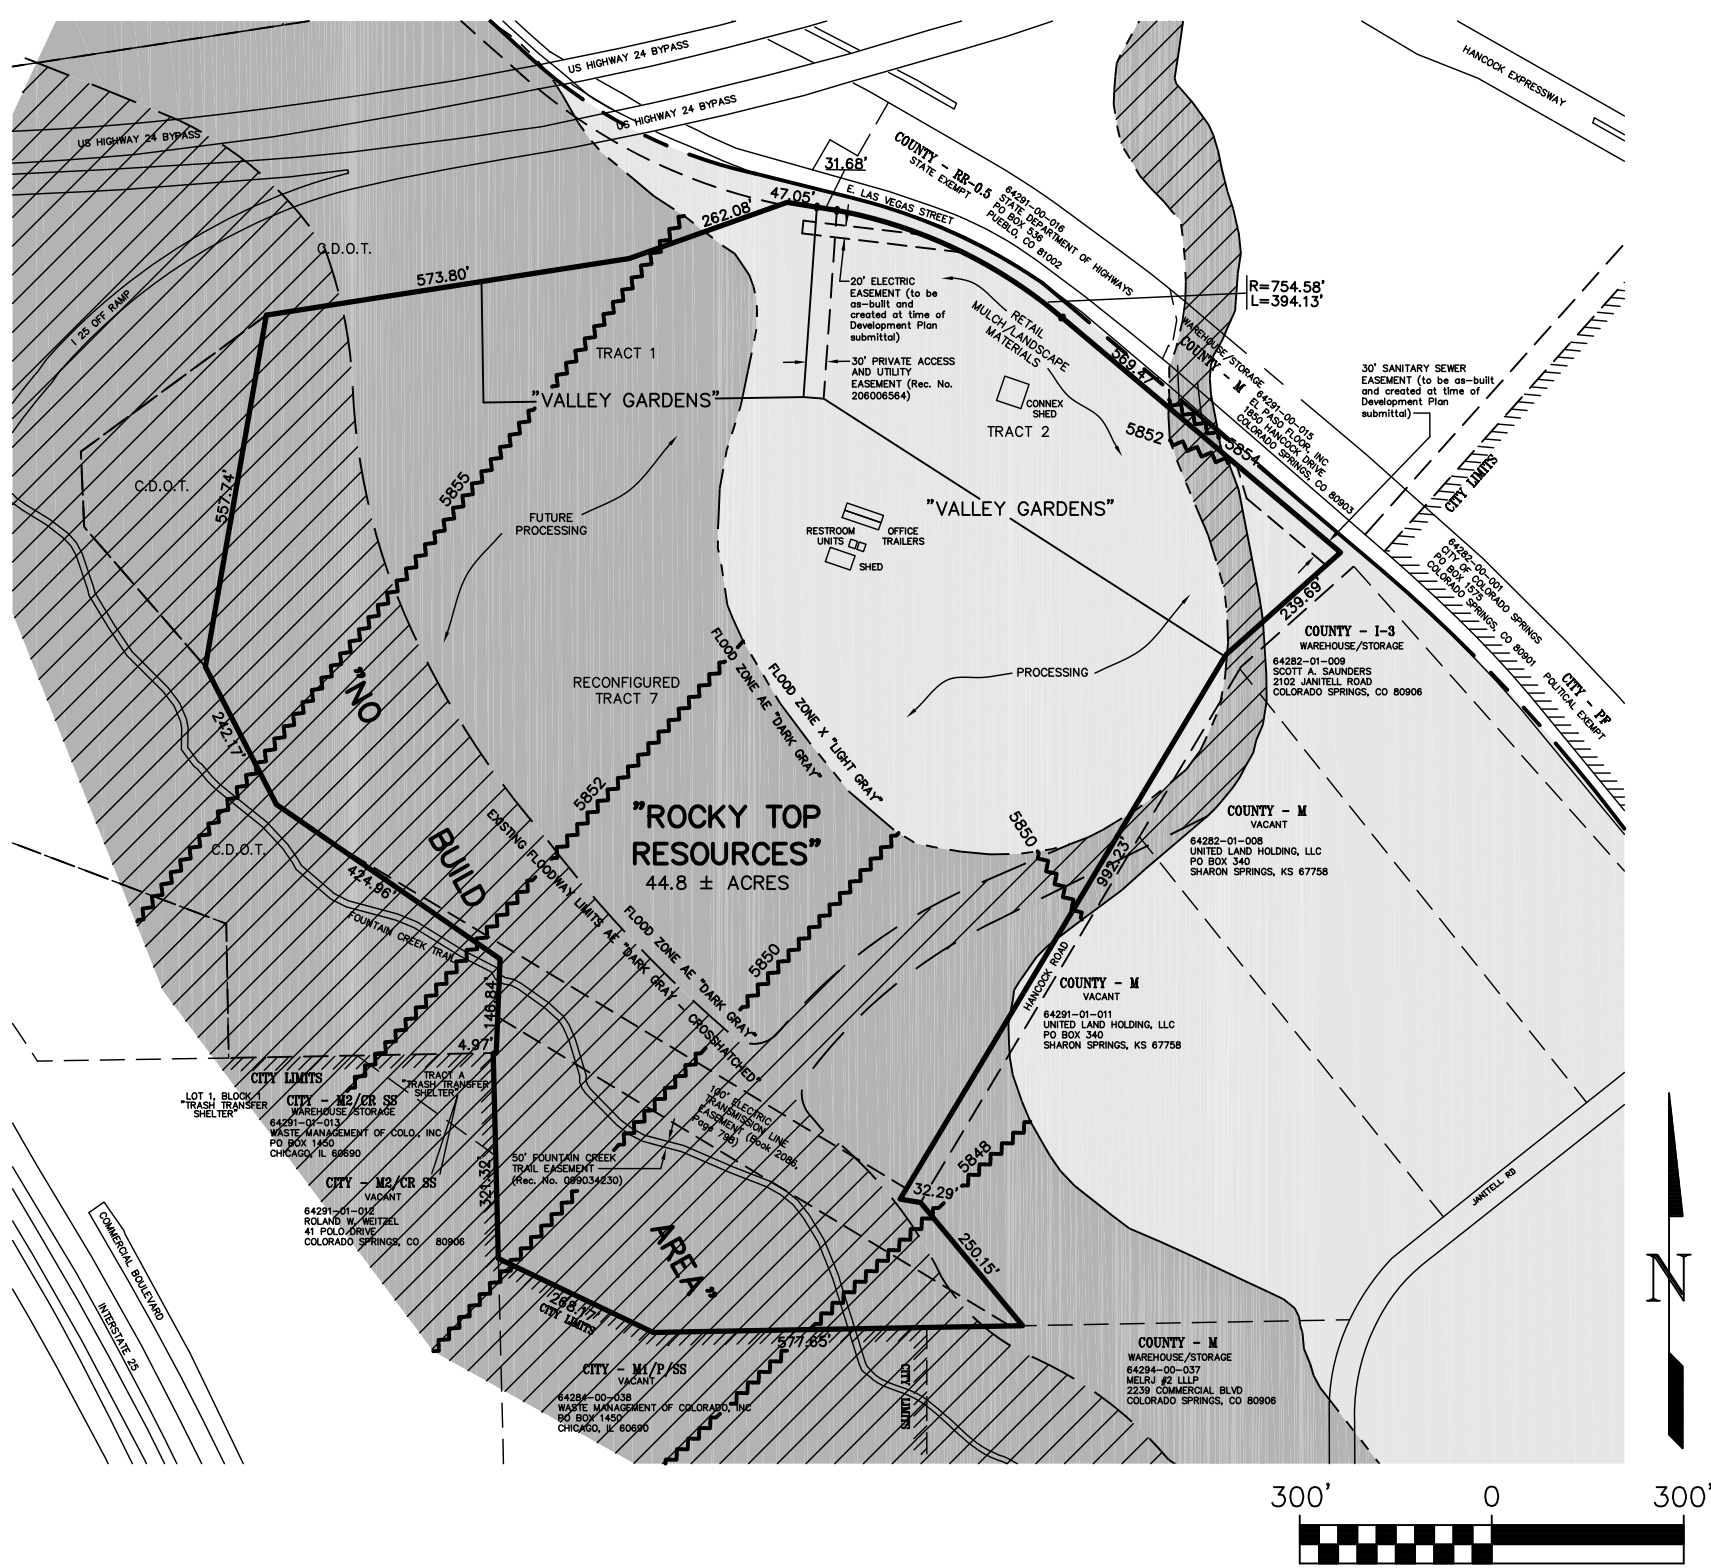 US HIGHWAY 24 BYPASS
US HIGHWAY 24 BYPASS
US HIGHWAY 24 BYPASS
HANCOCK EXPRESSWAY
COUNTY - RR-0.5
STATE EXEMPT
64291-00-016
STATE DEPARTMENT OF HIGHWAYS
PO BOX 536
PUEBLO, CO 81002
31.68'
47.05'
E. LAS VEGAS STREET
262.08'
C.D.O.T.
573.80'
I 25 OFF RAMP
20' ELECTRIC
EASEMENT (to be
as-built and
created at time of
Development Plan
submittal)
30' PRIVATE ACCESS
AND UTILITY
EASEMENT (Rec. No.
206006564)
RETAIL
MULCH/LANDSCAPE
MATERIALS
R=754.58'
L=394.13'
WAREHOUSE/STORAGE
COUNTY - M
64291-00-015
EL PASO FLOOR, INC
1850 HANCOCK DRIVE
COLORADO SPRINGS, CO 80903
569.47'
TRACT 1
"VALLEY GARDENS"
CONNEX
SHED
TRACT 2
5852
5854
30' SANITARY SEWER
EASEMENT (to be as-built
and created at time of
Development Plan
submittal)
CITY LIMITS
C.D.O.T.
557.74'
5855
FUTURE
PROCESSING
"VALLEY GARDENS"
RESTROOM
UNITS
OFFICE
TRAILERS
SHED
64282-00-001
CITY OF COLORADO SPRINGS
PO BOX 1575
COLORADO SPRINGS, CO 80901
CITY - PF
POLITICAL EXEMPT
239.69'
COUNTY - I-3
WAREHOUSE/STORAGE
64282-01-009
SCOTT A. SAUNDERS
2102 JANITELL ROAD
COLORADO SPRINGS, CO 80906
FLOOD ZONE X "LIGHT GRAY"
FLOOD ZONE AE "DARK GRAY"
PROCESSING
RECONFIGURED
TRACT 7
"NO
BUILD
AREA"
242.17'
5852
"ROCKY TOP
RESOURCES"
44.8 ± ACRES
5850
992.23'
COUNTY - M
VACANT
64282-01-008
UNITED LAND HOLDING, LLC
PO BOX 340
SHARON SPRINGS, KS 67758
C.D.O.T.
424.96'
FOUNTAIN CREEK TRAIL
EXISTING FLOODWAY LIMITS AE "DARK GRAY
CROSSHATCHED"
FLOOD ZONE AE "DARK GRAY"
5850
HANCOCK ROAD
COUNTY - M
VACANT
64291-01-011
UNITED LAND HOLDING, LLC
PO BOX 340
SHARON SPRINGS, KS 67758
146.84'
4.97'
CITY LIMITS
LOT 1, BLOCK 1
"TRASH TRANSFER
SHELTER"
TRACT A
"TRASH TRANSFER
SHELTER"
CITY - M2/CR SS
WAREHOUSE/STORAGE
64291-01-013
WASTE MANAGEMENT OF COLO., INC
PO BOX 1450
CHICAGO, IL 60690
100' ELECTRIC
TRANSMISSION LINE
EASEMENT (Book 2086,
Page 798)
50' FOUNTAIN CREEK
TRAIL EASEMENT
(Rec. No. 099034230)
321.32'
CITY - M2/CR SS
VACANT
64291-01-012
ROLAND W. WEITZEL
41 POLO DRIVE
COLORADO SPRINGS, CO 80906
5848
32.29'
250.15'
JANITELL RD
COMMERCIAL BOULEVARD
INTERSTATE 25
268.77'
CITY LIMITS
577.65'
CITY LIMITS
CITY - M1/P/SS
VACANT
64284-00-038
WASTE MANAGEMENT OF COLORADO, INC
PO BOX 1450
CHICAGO, IL 60690
COUNTY - M
WAREHOUSE/STORAGE
64294-00-037
MELRJ #2 LLLP
2239 COMMERCIAL BLVD
COLORADO SPRINGS, CO 80906
N
300' 0 300'